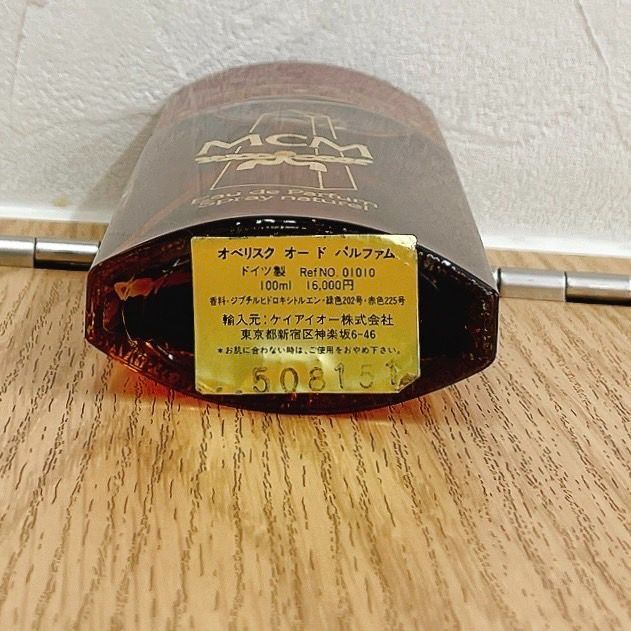 MCM
Eau de Parfum
Spray naturel
オベリスク オード パルファム
ドイツ製 Ref NO. 01010
100ml 16,000円
香料・ジブチルヒドロキシトルエン・緑色202号・赤色225号
輸入元:ケイアイオー株式会社
東京都新宿区神楽坂6-46
*お肌に合わない時は、ご使用をおやめ下さい。
508151